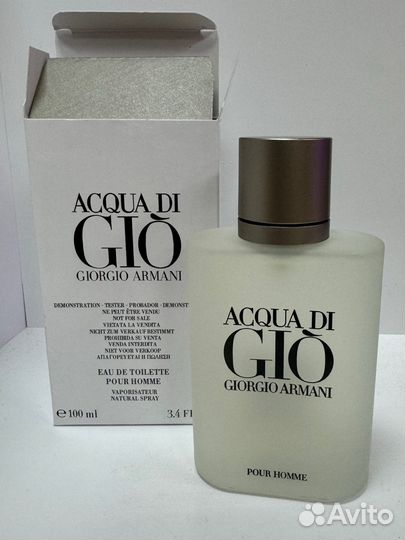 ACQUA DI
GIÒ
GIORGIO ARMANI
DEMONSTRATION - TESTER - PROBADOR - DEMONST
NE PEUT ÊTRE VENDU
NOT FOR SALE
VIETATA LA VENDITA
NICHT ZUM VERKAUF BESTIMMT
PROHIBIDA SU VENTA
VENDA INTERDITA
NIET VOOR VERKOOP
ΑΠΑΓΟΡΕΥΕΤΑΙ Η ΠΩΛΗΣΗ
EAU DE TOILETTE
POUR HOMME
VAPORISATEUR
NATURAL SPRAY
℮ 100 ml 3.4 Fl
ACQUA DI
GIÒ
GIORGIO ARMANI
POUR HOMME
Avito